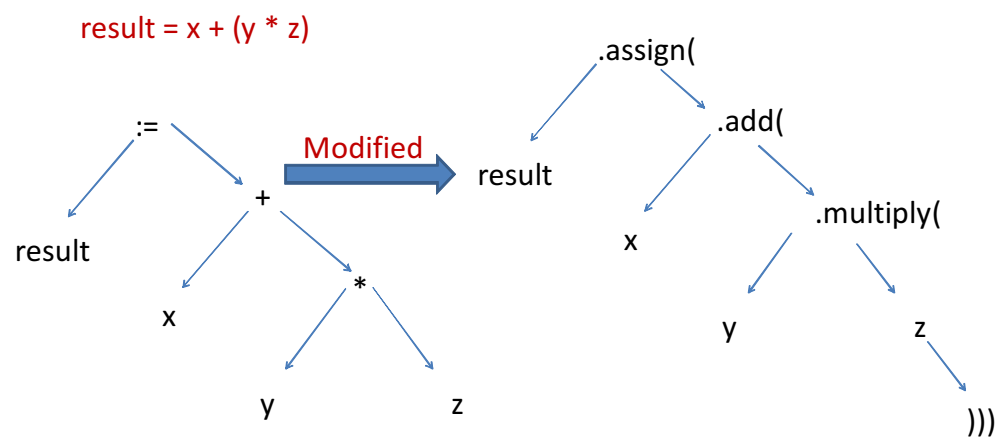 result = x + (y * z)
:=
result
+
x
*
y
z
Modified
.assign(
result
.add(
x
.multiply(
y
z
)))